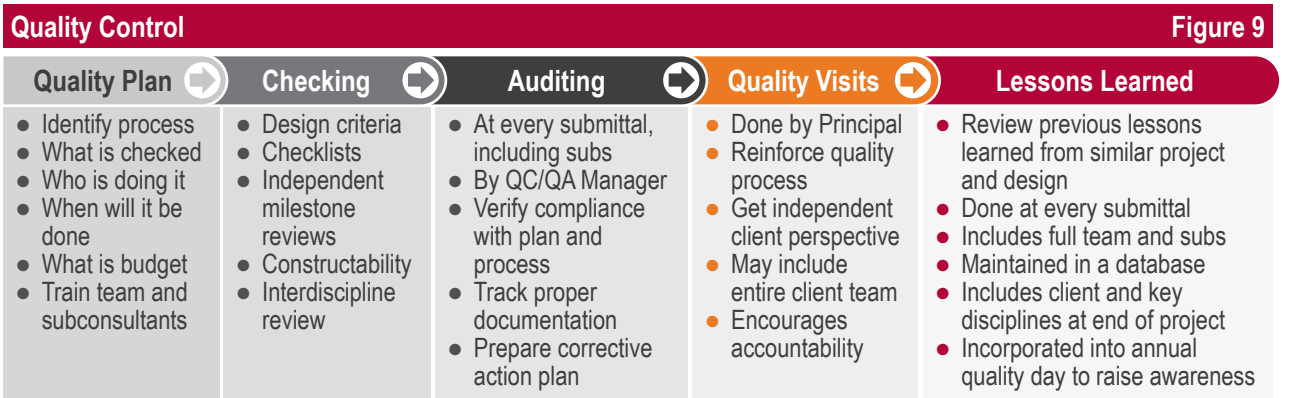 Quality Control
Figure 9
Quality Plan
● Identify process
● What is checked
● Who is doing it
● When will it be
done
● What is budget
● Train team and
subconsultants
Checking
● Design criteria
● Checklists
● Independent
milestone
reviews
● Constructability
● Interdiscipline
review
Auditing
● At every submittal,
including subs
● By QC/QA Manager
● Verify compliance
with plan and
process
● Track proper
documentation
● Prepare corrective
action plan
Quality Visits
● Done by Principal
● Reinforce quality
process
● Get independent
client perspective
● May include
entire client team
● Encourages
accountability
Lessons Learned
● Review previous lessons
learned from similar project
and design
● Done at every submittal
● Includes full team and subs
● Maintained in a database
● Includes client and key
disciplines at end of project
● Incorporated into annual
quality day to raise awareness